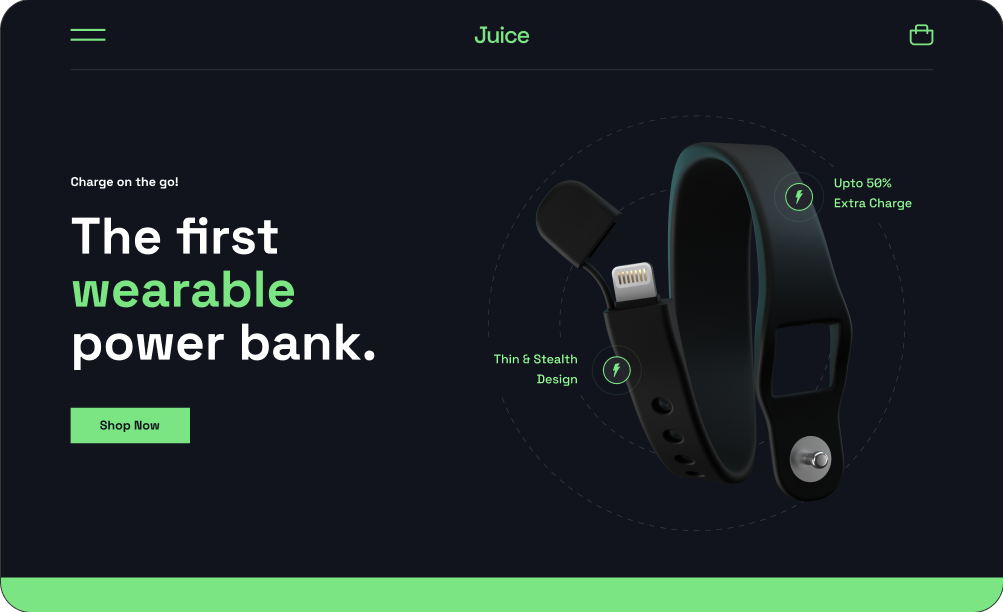 Juice
Charge on the go!
The first
wearable
power bank.
Shop Now
Upto 50%
Extra Charge
Thin & Stealth
Design